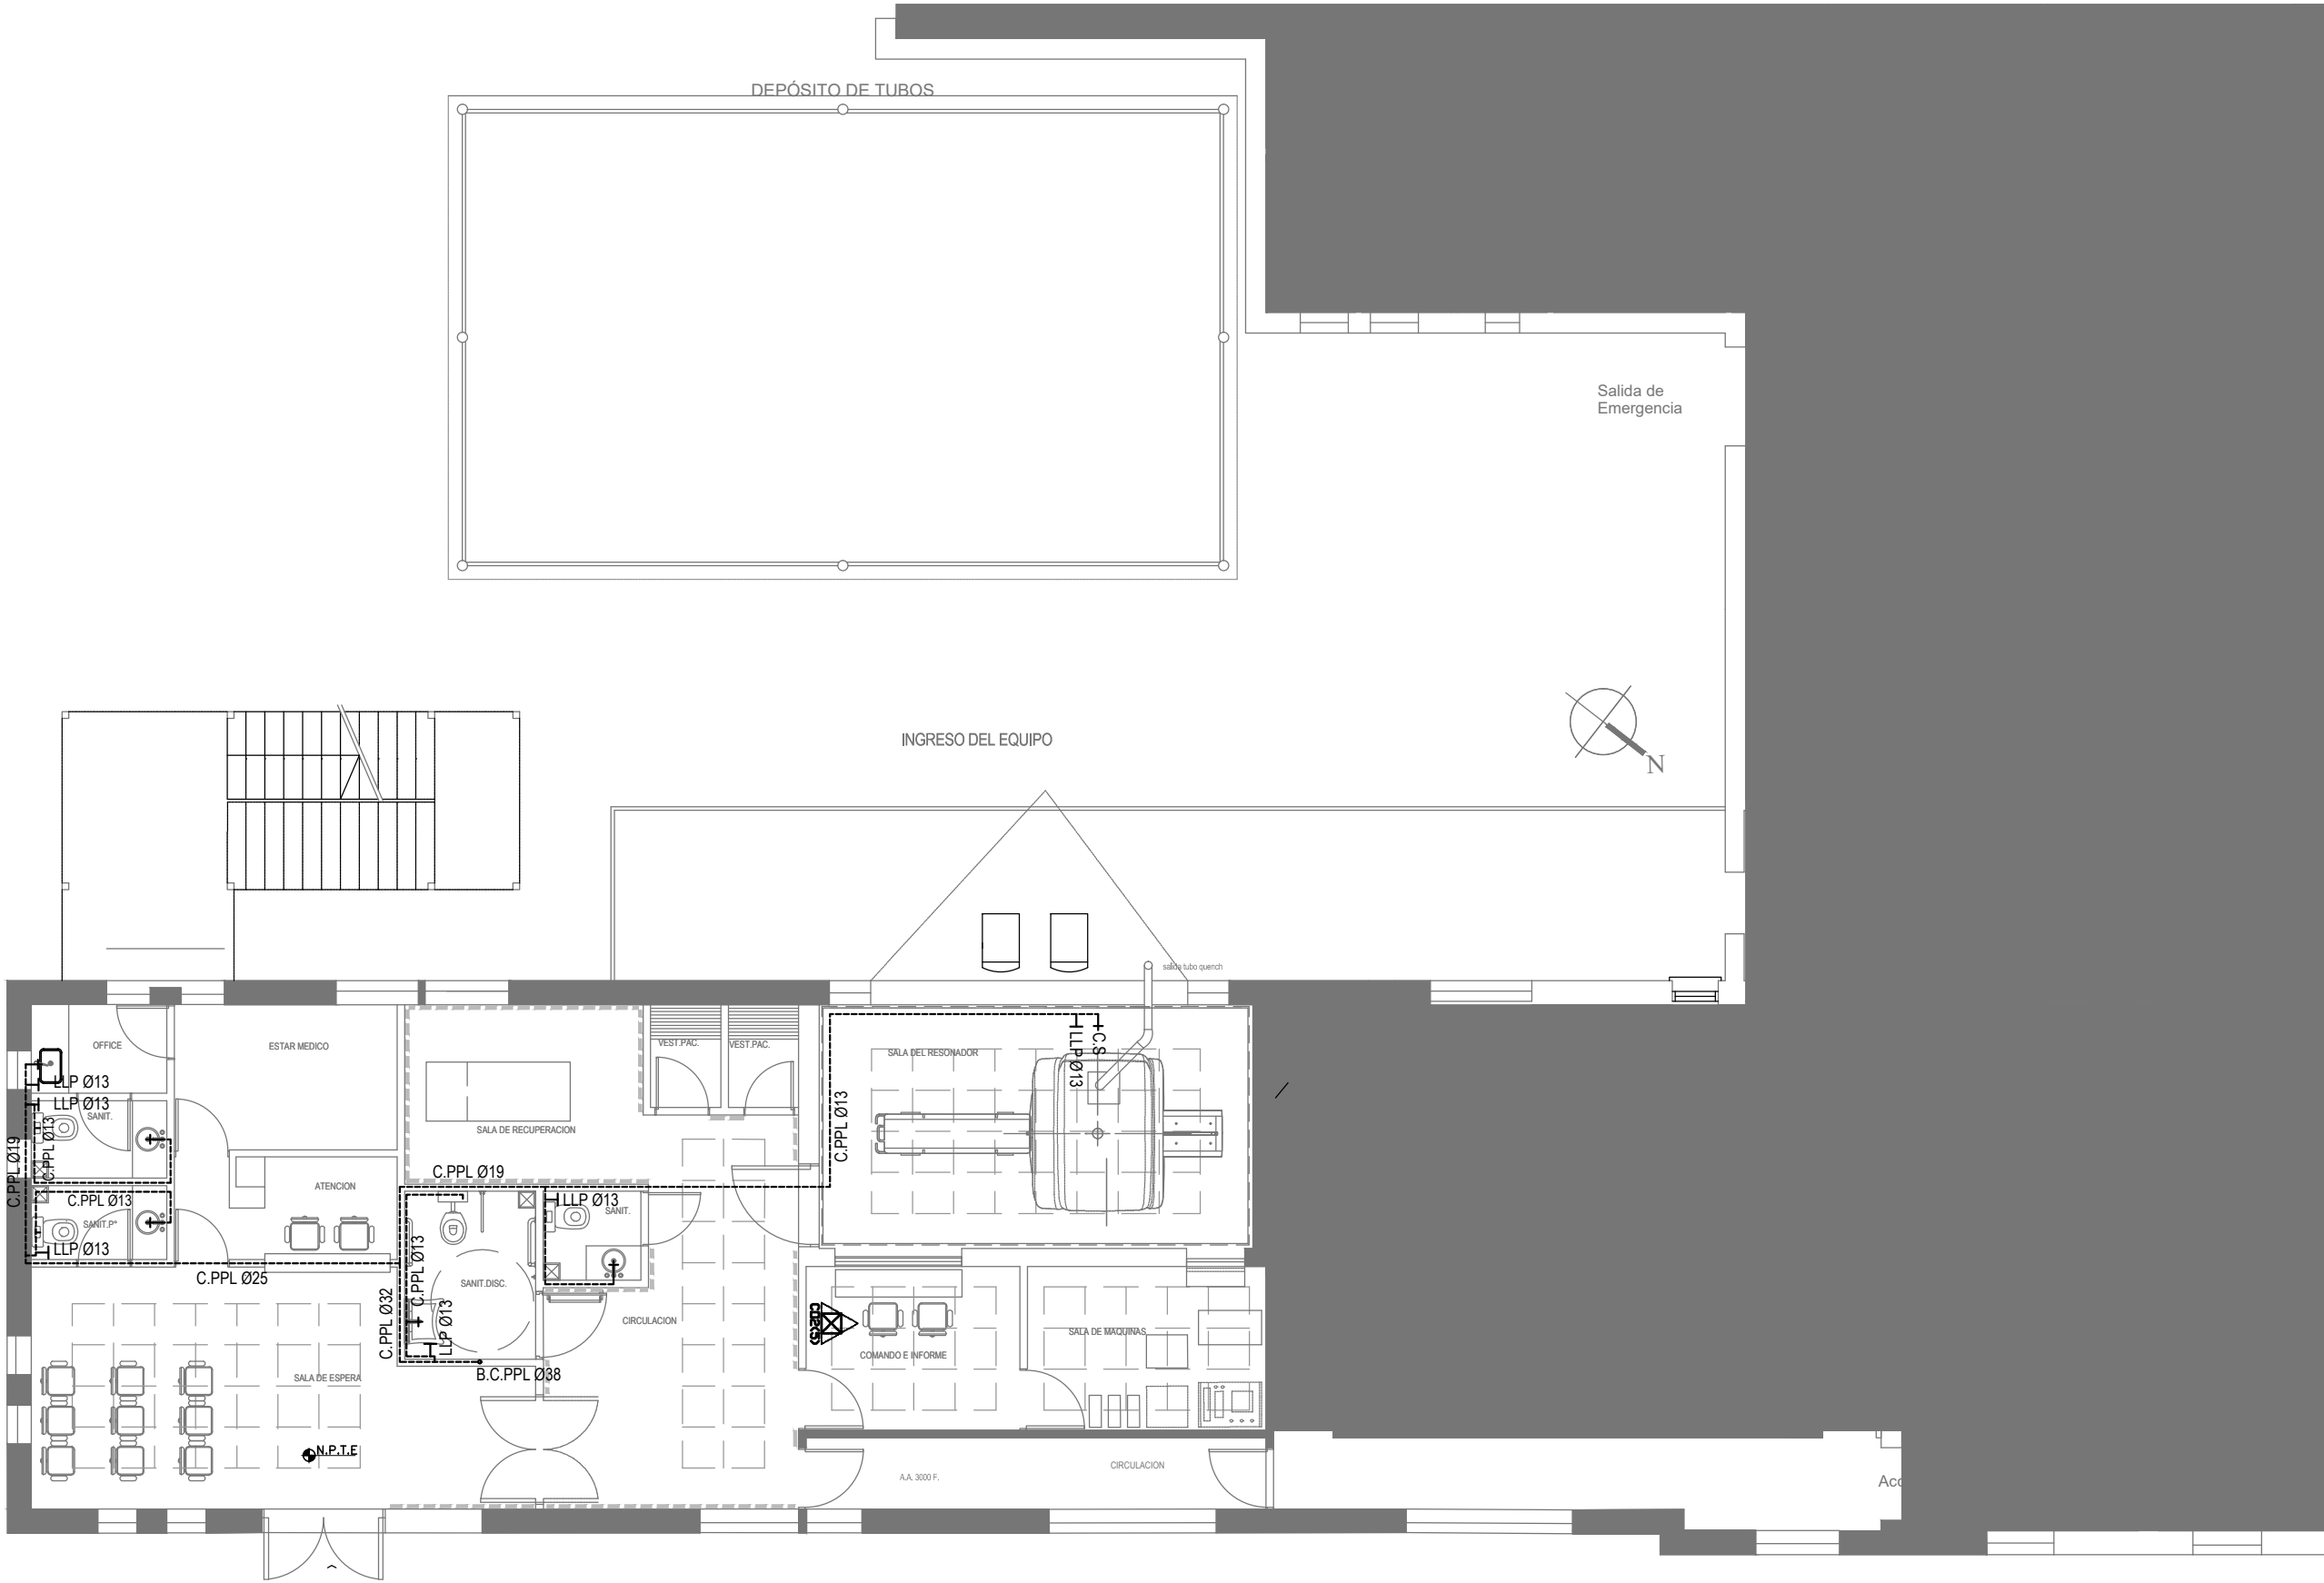 DEPÓSITO DE TUBOS
Salida de
Emergencia
INGRESO DEL EQUIPO
N
salida tubo quench
OFFICE
ESTAR MEDICO
VEST.PAC.
VEST.PAC.
SALA DEL RESONADOR
LLP Ø13
C.S
LLP Ø13
LLP Ø13
SANIT.
C.PPL Ø13
C.PPL Ø19
C.PPL Ø13
SALA DE RECUPERACION
C.PPL Ø19
ATENCION
C.PPL Ø13
SANIT.P*
LLP Ø13
LLP Ø13
SANIT.
C.PPL Ø25
C.PPL Ø13
SANIT.DISC.
C.PPL Ø32
LLP Ø13
CIRCULACION
SALA DE MAQUINAS
COMANDO E INFORME
B.C.PPL Ø38
SALA DE ESPERA
N.P.T.E
CIRCULACION
A.A. 3000 F.
Acc